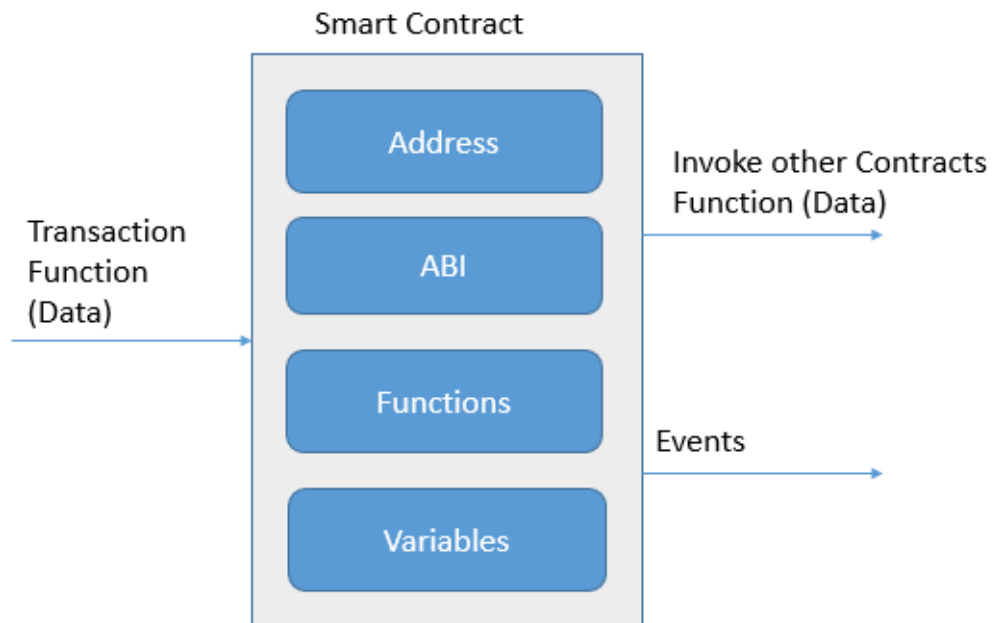 Smart Contract
Address
Invoke other Contracts
Function (Data)
Transaction
Function
(Data)
ABI
Functions
Events
Variables